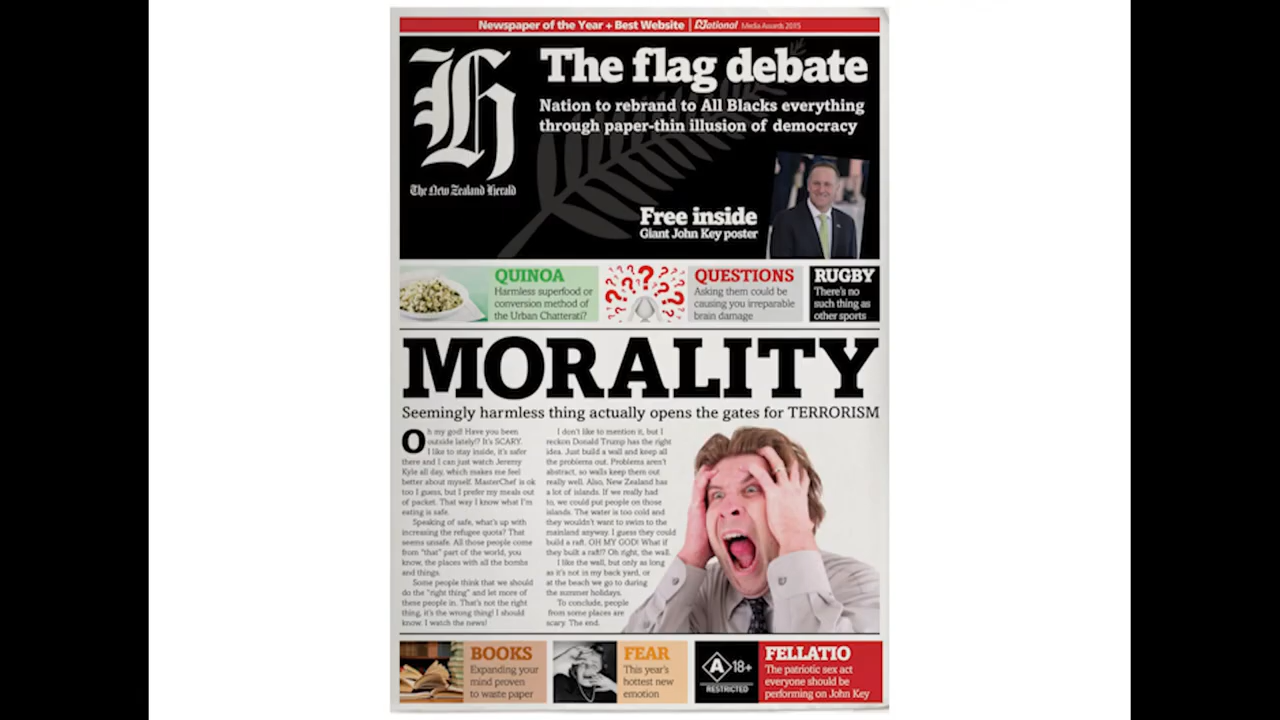 Newspaper of the Year + Best Website | National Media Awards 2015
The flag debate
Nation to rebrand to All Blacks everything
through paper-thin illusion of democracy
H
The New Zealand Herald
Free inside
Giant John Key poster
QUINOA
Harmless superfood or
conversion method of
the Urban Chatterati?
QUESTIONS
Asking them could be
causing you irreparable
brain damage
RUGBY
There's no
such thing as
other sports
MORALITY
Seemingly harmless thing actually opens the gates for TERRORISM
Oh my god! Have you been
outside lately!? It's SCARY.
I like to stay inside, it's safer
there and I can just watch Jeremy
Kyle all day, which makes me feel
better about myself. MasterChef is ok
too I guess, but I prefer my meals out
of packet. That way I know what I'm
eating is safe.
Speaking of safe, what's up with
increasing the refugee quota? That
seems unsafe. All those people come
from "that" part of the world, you
know, the places with all the bombs
and things.
Some people think that we should
do the "right thing" and let more of
these people in. That's not the right
thing, it's the wrong thing! I should
know. I watch the news!
I don't like to mention it, but I
reckon Donald Trump has the right
idea. Just build a wall and keep all
the problems out. Problems aren't
abstract, so walls keep them out
really well. Also, New Zealand has
a lot of islands. If we really had
to, we could put people on those
islands. The water is too cold and
they wouldn't want to swim to the
mainland anyway. I guess they could
build a raft. OH MY GOD! What if
they built a raft!? Oh right, the wall.
I like the wall, but only as long
as it's not in my back yard, or
at the beach we go to during
the summer holidays.
To conclude, people
from some places are
scary. The end.
BOOKS
Expanding your
mind proven
to waste paper
FEAR
This year's
hottest new
emotion
A 18+
RESTRICTED
FELLATIO
The patriotic sex act
everyone should be
performing on John Key